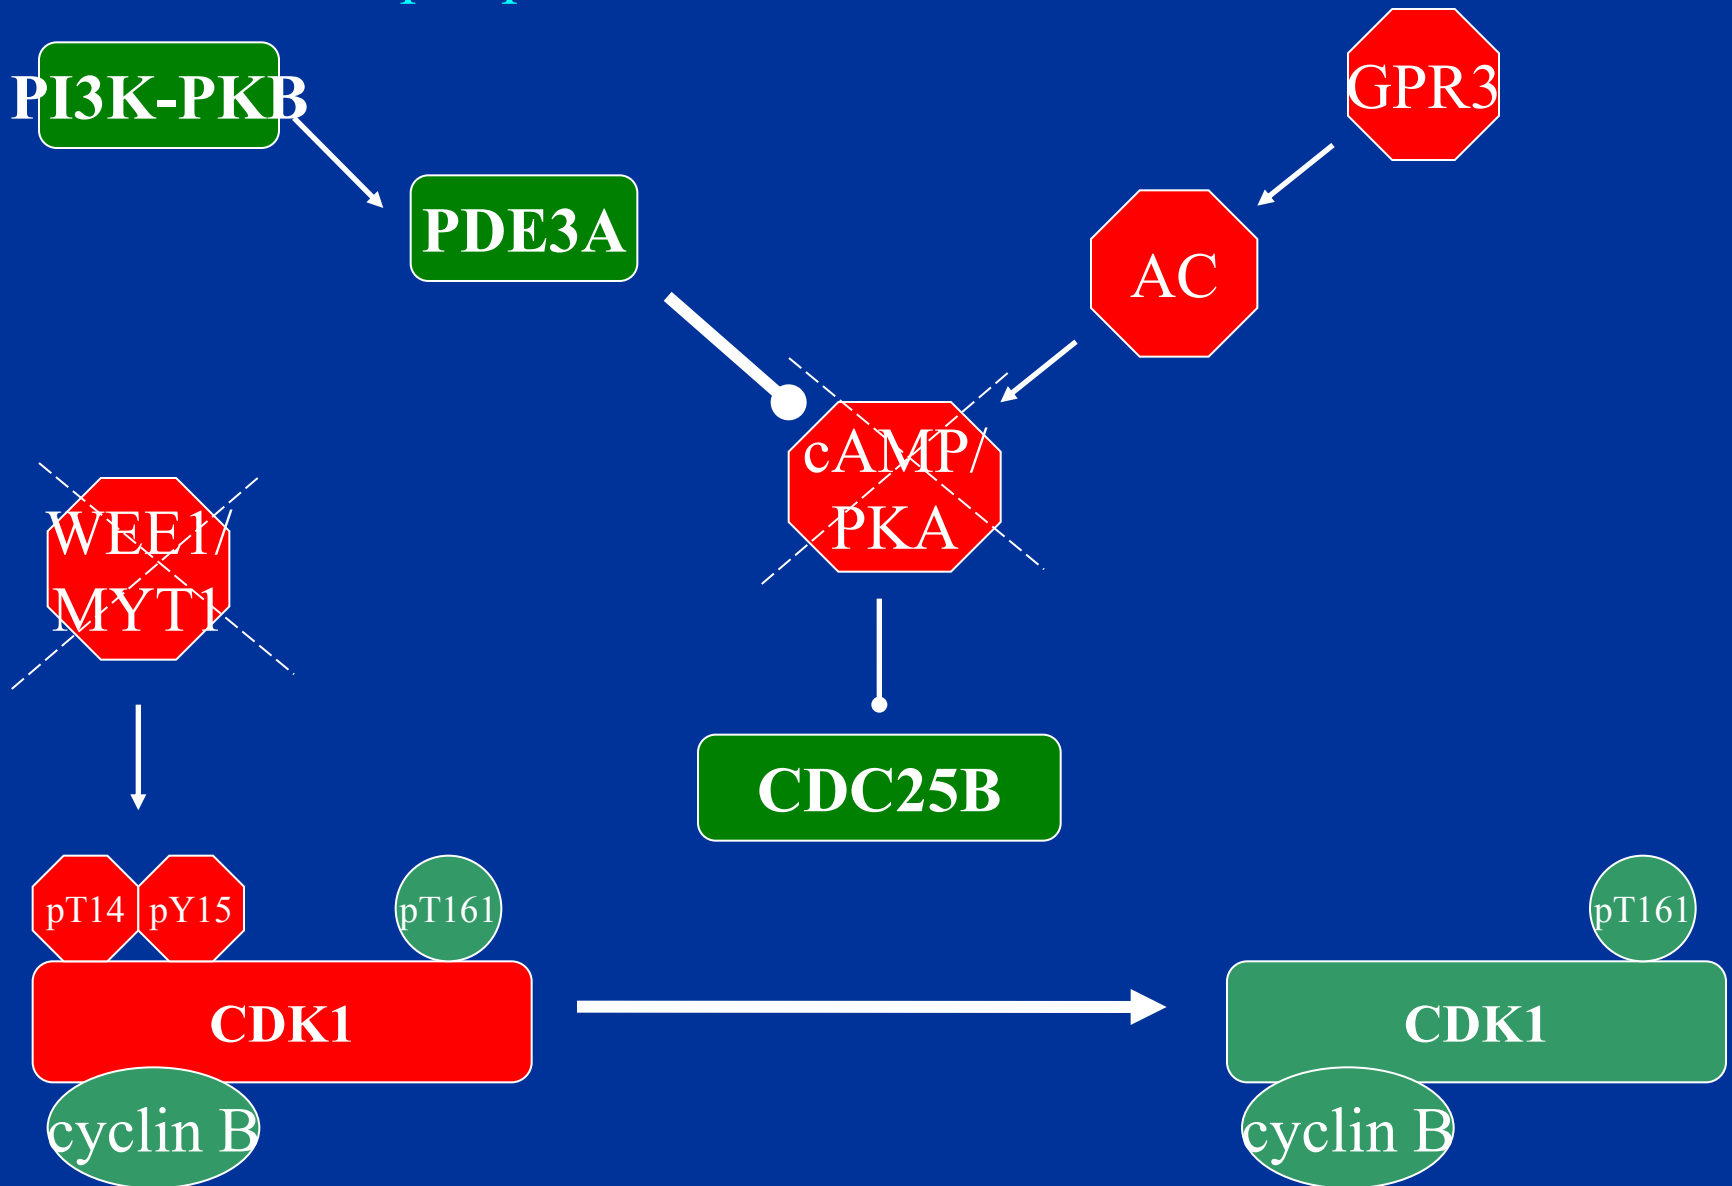 PI3K-PKB
GPR3
PDE3A
AC
cAMP/
PKA
WEE1/
MYT1
CDC25B
pT14
pY15
pT161
pT161
CDK1
CDK1
cyclin B
cyclin B